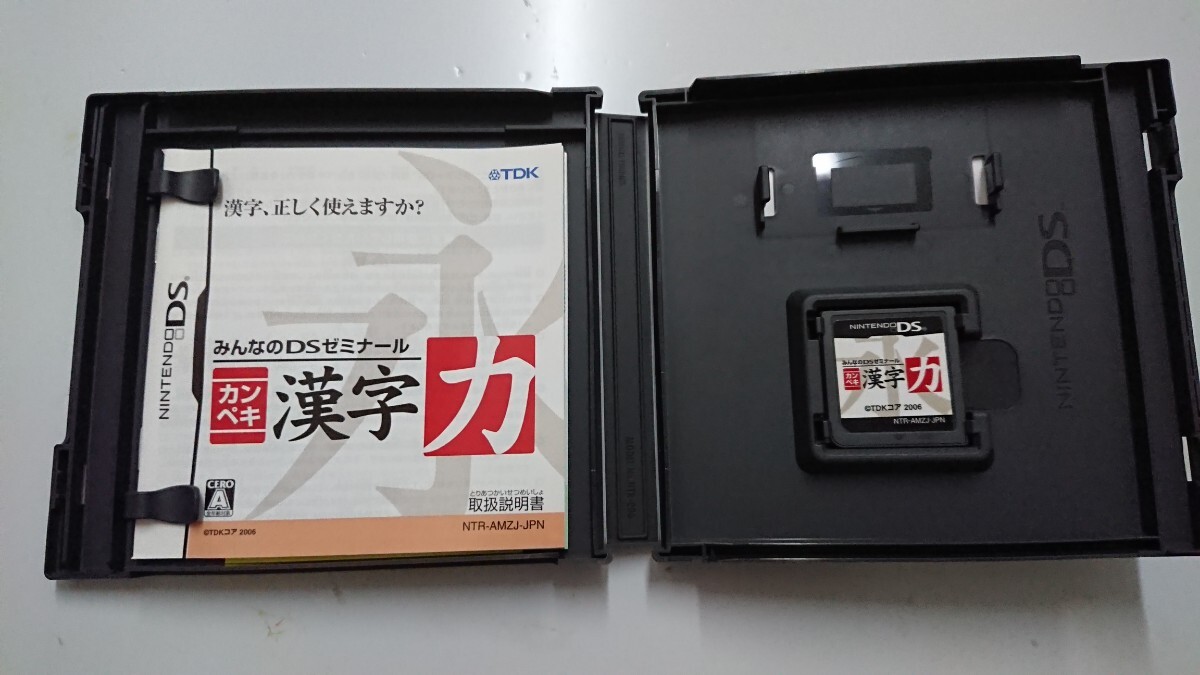 TDK
漢字、正しく使えますか?
永
NINTENDO DS
みんなのDSゼミナール
カンペキ
漢字力
CERO
A
とりあつかいせつめいしょ
取扱説明書
©TDKコア 2006
NTR-AMZJ-JPN
NINTENDO DS
永
みんなのDSゼミナール
カンペキ
漢字力
©TDKコア 2006
NTR-AMZJ-JPN
NINTENDO DS